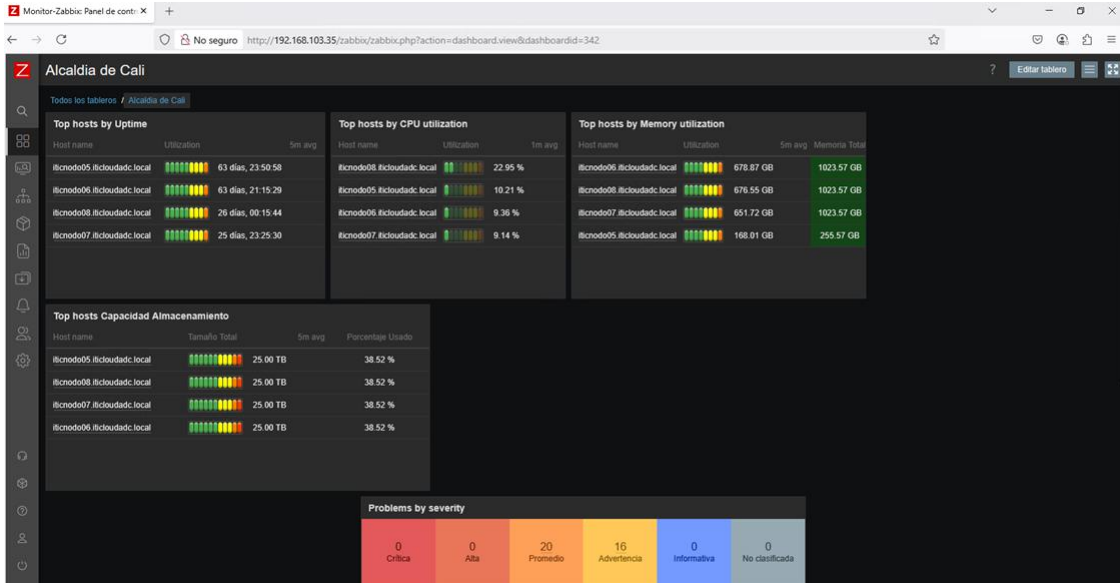 Z Monitor-Zabbix: Panel de contr
No seguro http://192.168.103.35/zabbix/zabbix.php?action=dashboard.view&dashboardid=342
Z Alcaldia de Cali ? Editar tablero
Todos los tableros / Alcaldia de Cali
Top hosts by Uptime
Host name Utilization 5m avg
iticnodo05.iticloudadc.local 63 días, 23:50:58
iticnodo06.iticloudadc.local 63 días, 21:15:29
iticnodo08.iticloudadc.local 26 días, 00:15:44
iticnodo07.iticloudadc.local 25 días, 23:25:30
Top hosts by CPU utilization
Host name Utilization 1m avg
iticnodo08.iticloudadc.local 22.95 %
iticnodo05.iticloudadc.local 10.21 %
iticnodo06.iticloudadc.local 9.36 %
iticnodo07.iticloudadc.local 9.14 %
Top hosts by Memory utilization
Host name Utilization 5m avg Memoria Total
iticnodo06.iticloudadc.local 678.87 GB 1023.57 GB
iticnodo08.iticloudadc.local 676.55 GB 1023.57 GB
iticnodo07.iticloudadc.local 651.72 GB 1023.57 GB
iticnodo05.iticloudadc.local 168.01 GB 255.57 GB
Top hosts Capacidad Almacenamiento
Host name Tamaño Total 5m avg Porcentaje Usado
iticnodo05.iticloudadc.local 25.00 TB 38.52 %
iticnodo08.iticloudadc.local 25.00 TB 38.52 %
iticnodo07.iticloudadc.local 25.00 TB 38.52 %
iticnodo06.iticloudadc.local 25.00 TB 38.52 %
Problems by severity
0 0 20 16 0 0
Crítica Alta Promedio Advertencia Informativa No clasificada